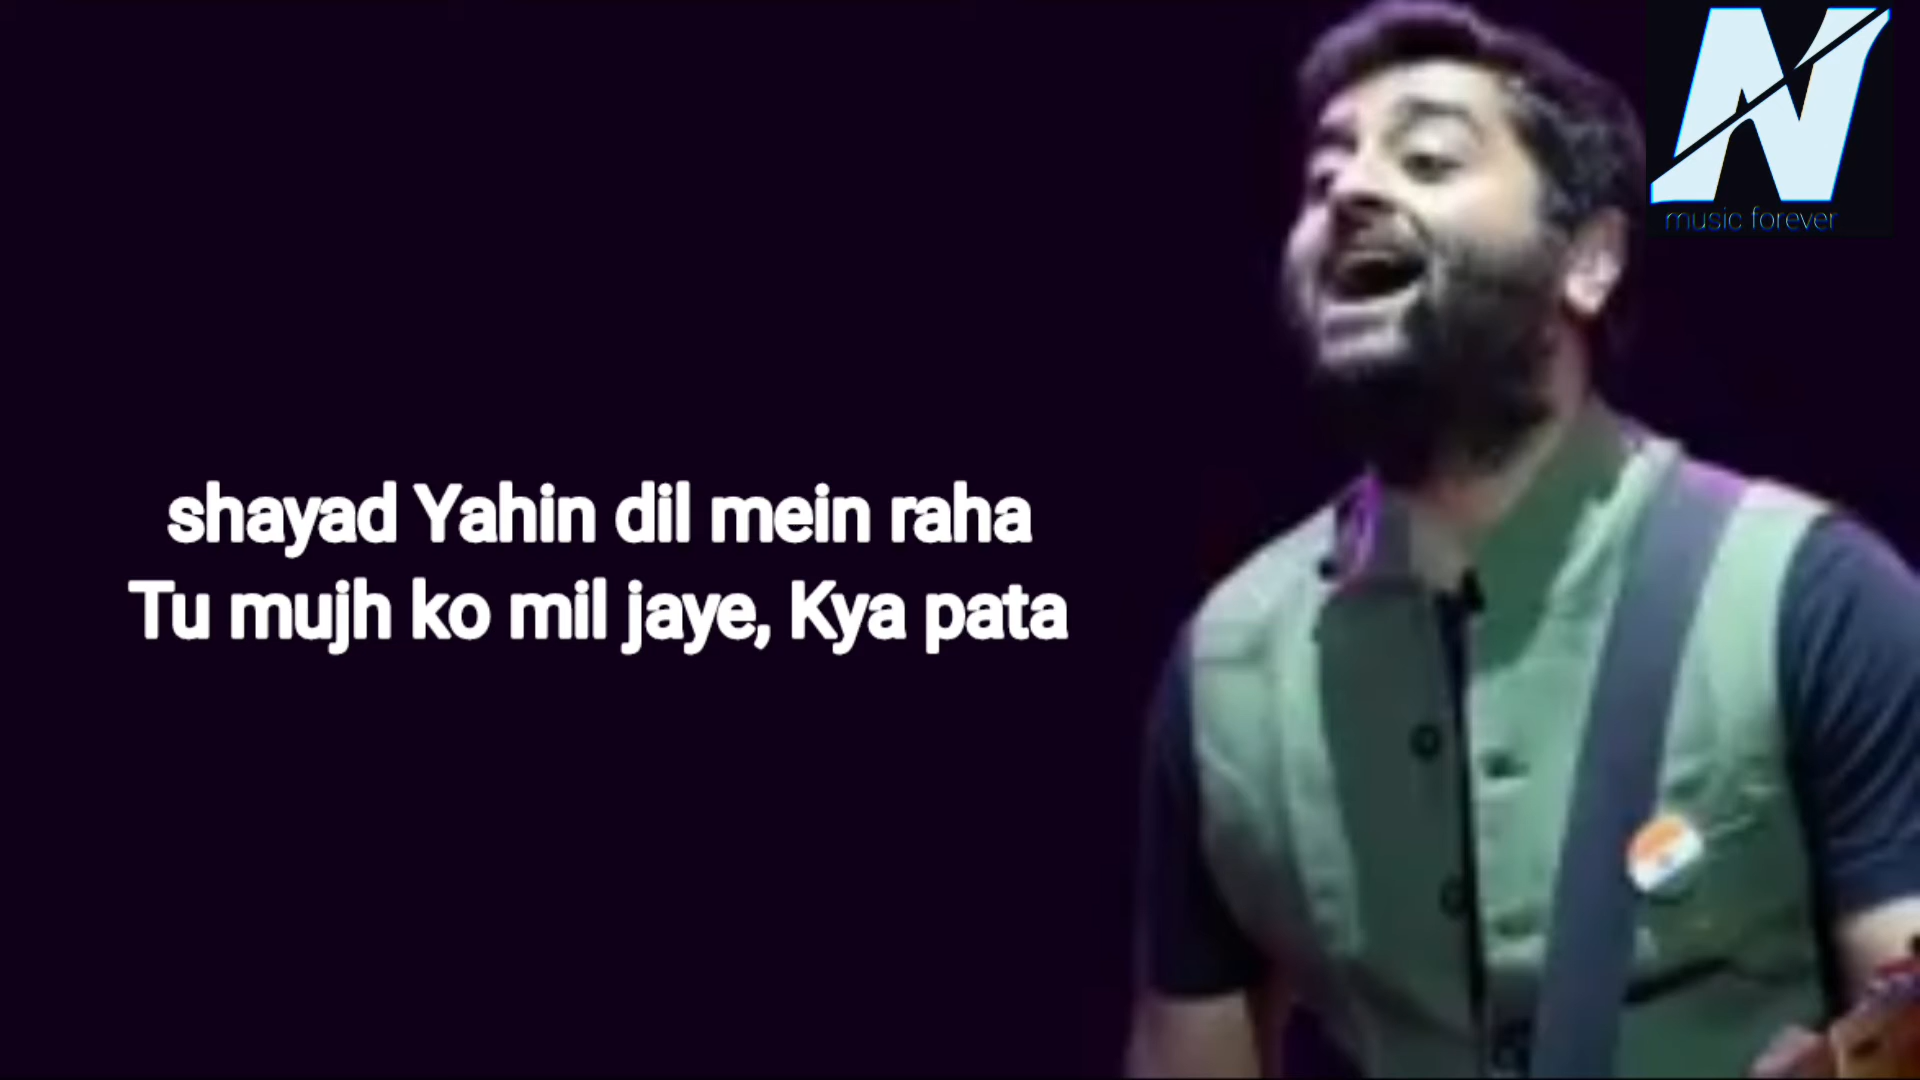 music forever
shayad Yahin dil mein raha
Tu mujh ko mil jaye, Kya pata